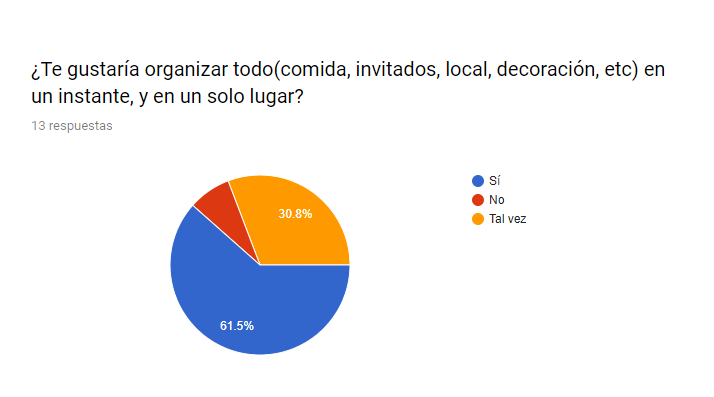 ¿Te gustaría organizar todo(comida, invitados, local, decoración, etc) en
un instante, y en un solo lugar?
13 respuestas
Sí
No
Tal vez
30.8%
61.5%